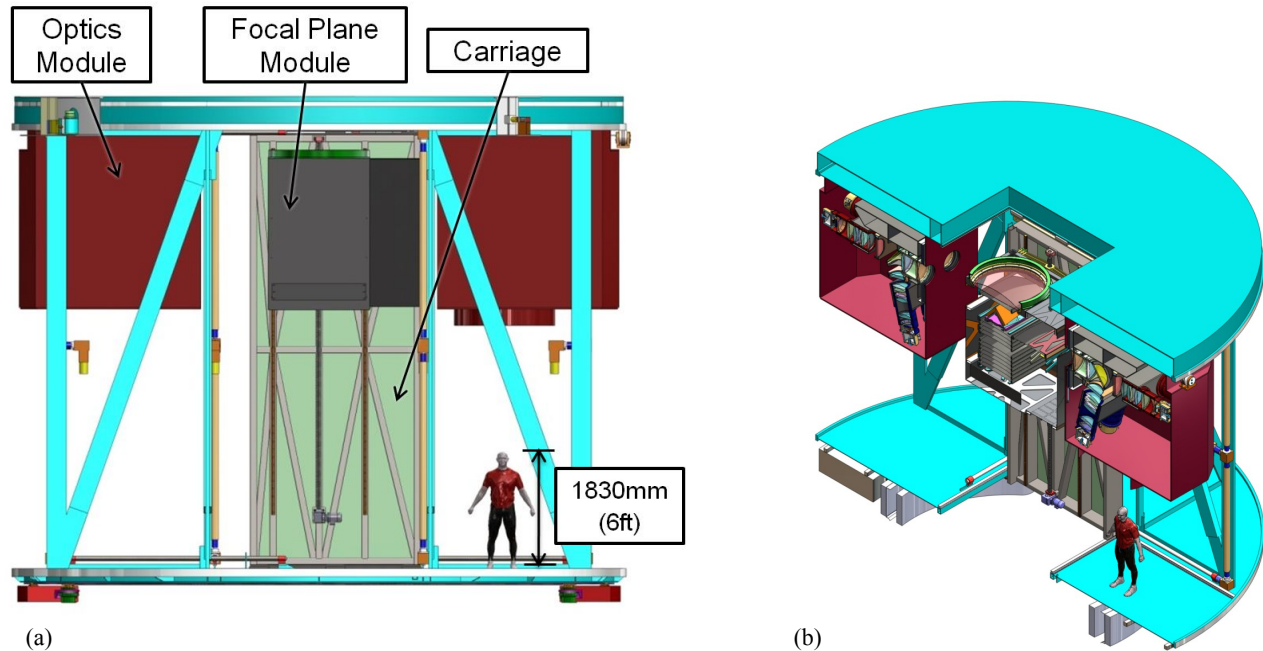 Optics
Module
Focal Plane
Module
Carriage
1830mm
(6ft)
(a)
(b)